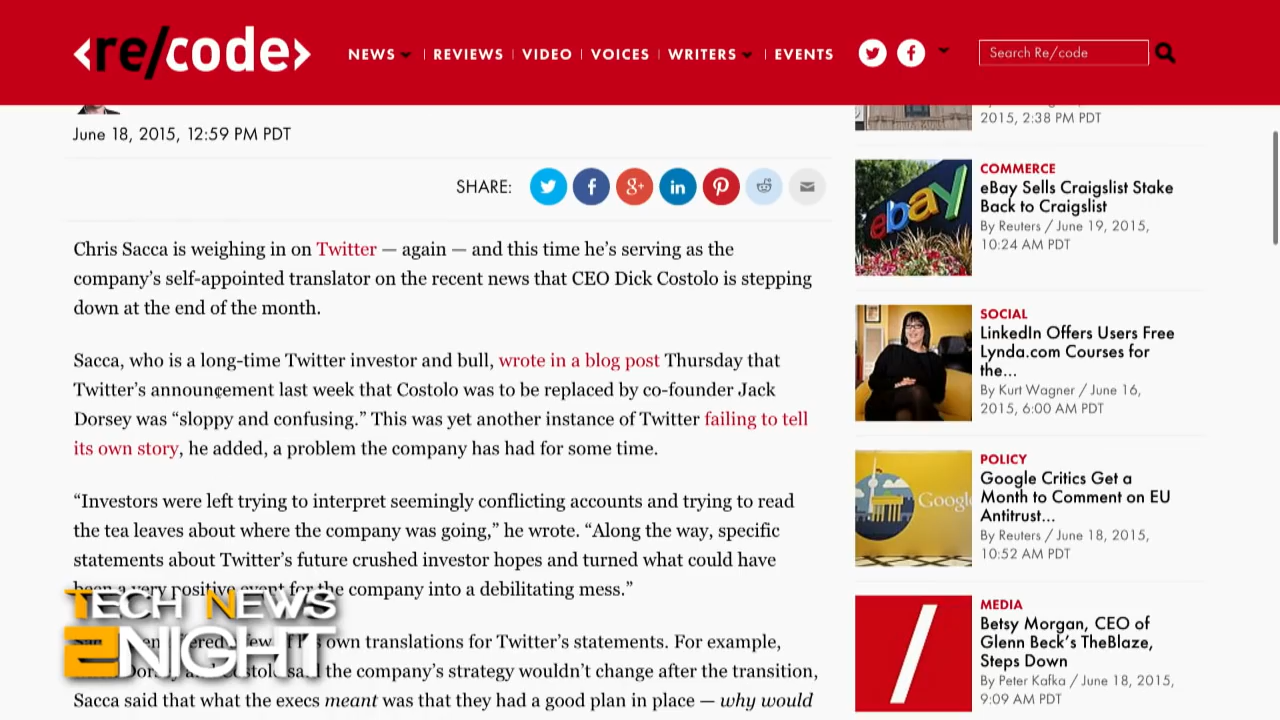 <re/code>
NEWS
REVIEWS
VIDEO
VOICES
WRITERS
EVENTS
Search Re/code
June 18, 2015, 12:59 PM PDT
SHARE:
Chris Sacca is weighing in on Twitter — again — and this time he's serving as the
company's self-appointed translator on the recent news that CEO Dick Costolo is stepping
down at the end of the month.
Sacca, who is a long-time Twitter investor and bull, wrote in a blog post Thursday that
Twitter's announcement last week that Costolo was to be replaced by co-founder Jack
Dorsey was “sloppy and confusing.” This was yet another instance of Twitter failing to tell
its own story, he added, a problem the company has had for some time.
“Investors were left trying to interpret seemingly conflicting accounts and trying to read
the tea leaves about where the company was going,” he wrote. “Along the way, specific
statements about Twitter's future crushed investor hopes and turned what could have
been a very positive event for the company into a debilitating mess.”
own translations for Twitter's statements. For example,
the company's strategy wouldn't change after the transition,
Sacca said that what the execs meant was that they had a good plan in place — why would
TECH NEWS
2NIGHT
2015, 2:38 PM PDT
ebay
COMMERCE
eBay Sells Craigslist Stake
Back to Craigslist
By Reuters / June 19, 2015,
10:24 AM PDT
SOCIAL
LinkedIn Offers Users Free
Lynda.com Courses for
the...
By Kurt Wagner / June 16,
2015, 6:00 AM PDT
Google
POLICY
Google Critics Get a
Month to Comment on EU
Antitrust...
By Reuters / June 18, 2015,
10:52 AM PDT
MEDIA
Betsy Morgan, CEO of
Glenn Beck's TheBlaze,
Steps Down
By Peter Kafka / June 18, 2015,
9:09 AM PDT